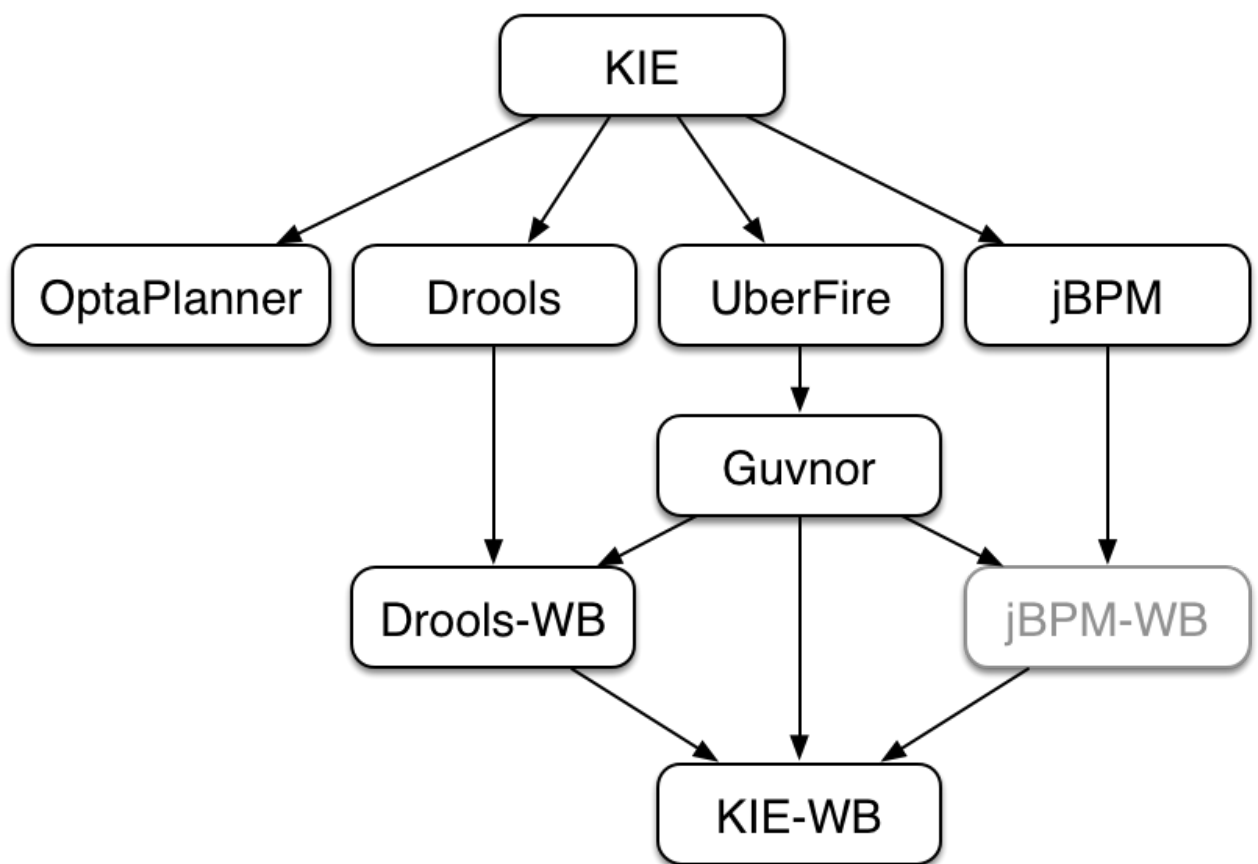 KIE
OptaPlanner
Drools
UberFire
jBPM
Guvnor
Drools-WB
jBPM-WB
KIE-WB